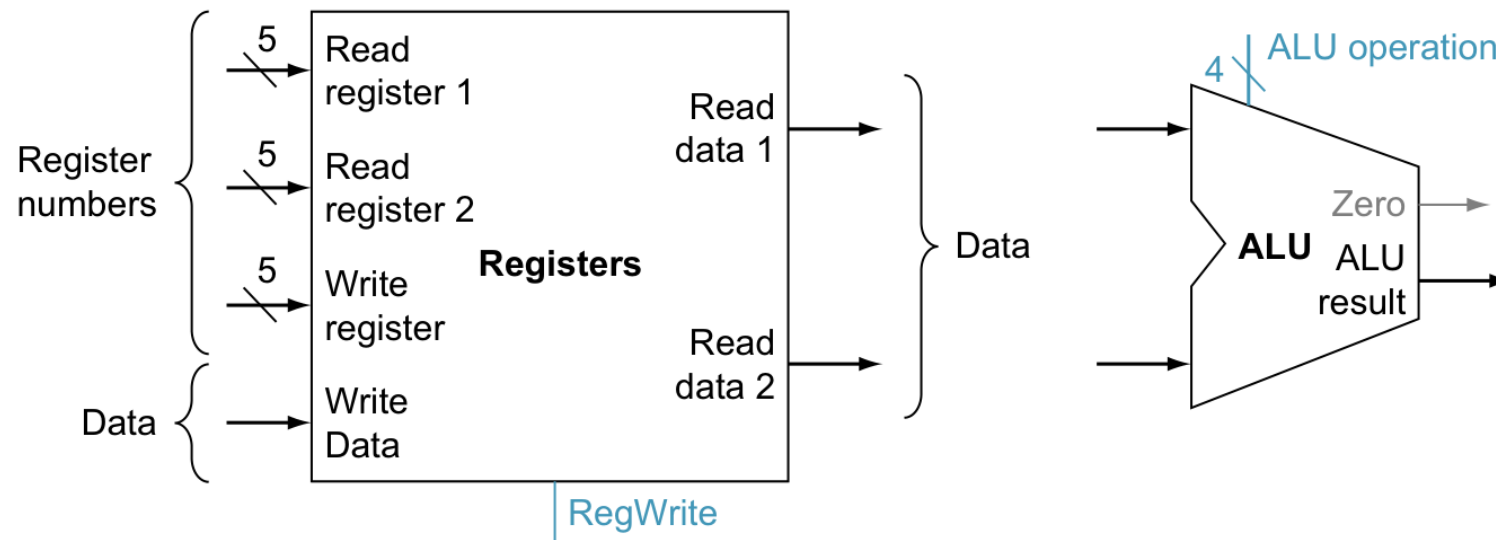 Register
numbers
Data
5
5
5
Read
register 1
Read
register 2
Write
register
Write
Data
Registers
Read
data 1
Read
data 2
RegWrite
Data
4
ALU operation
ALU
Zero
ALU
result